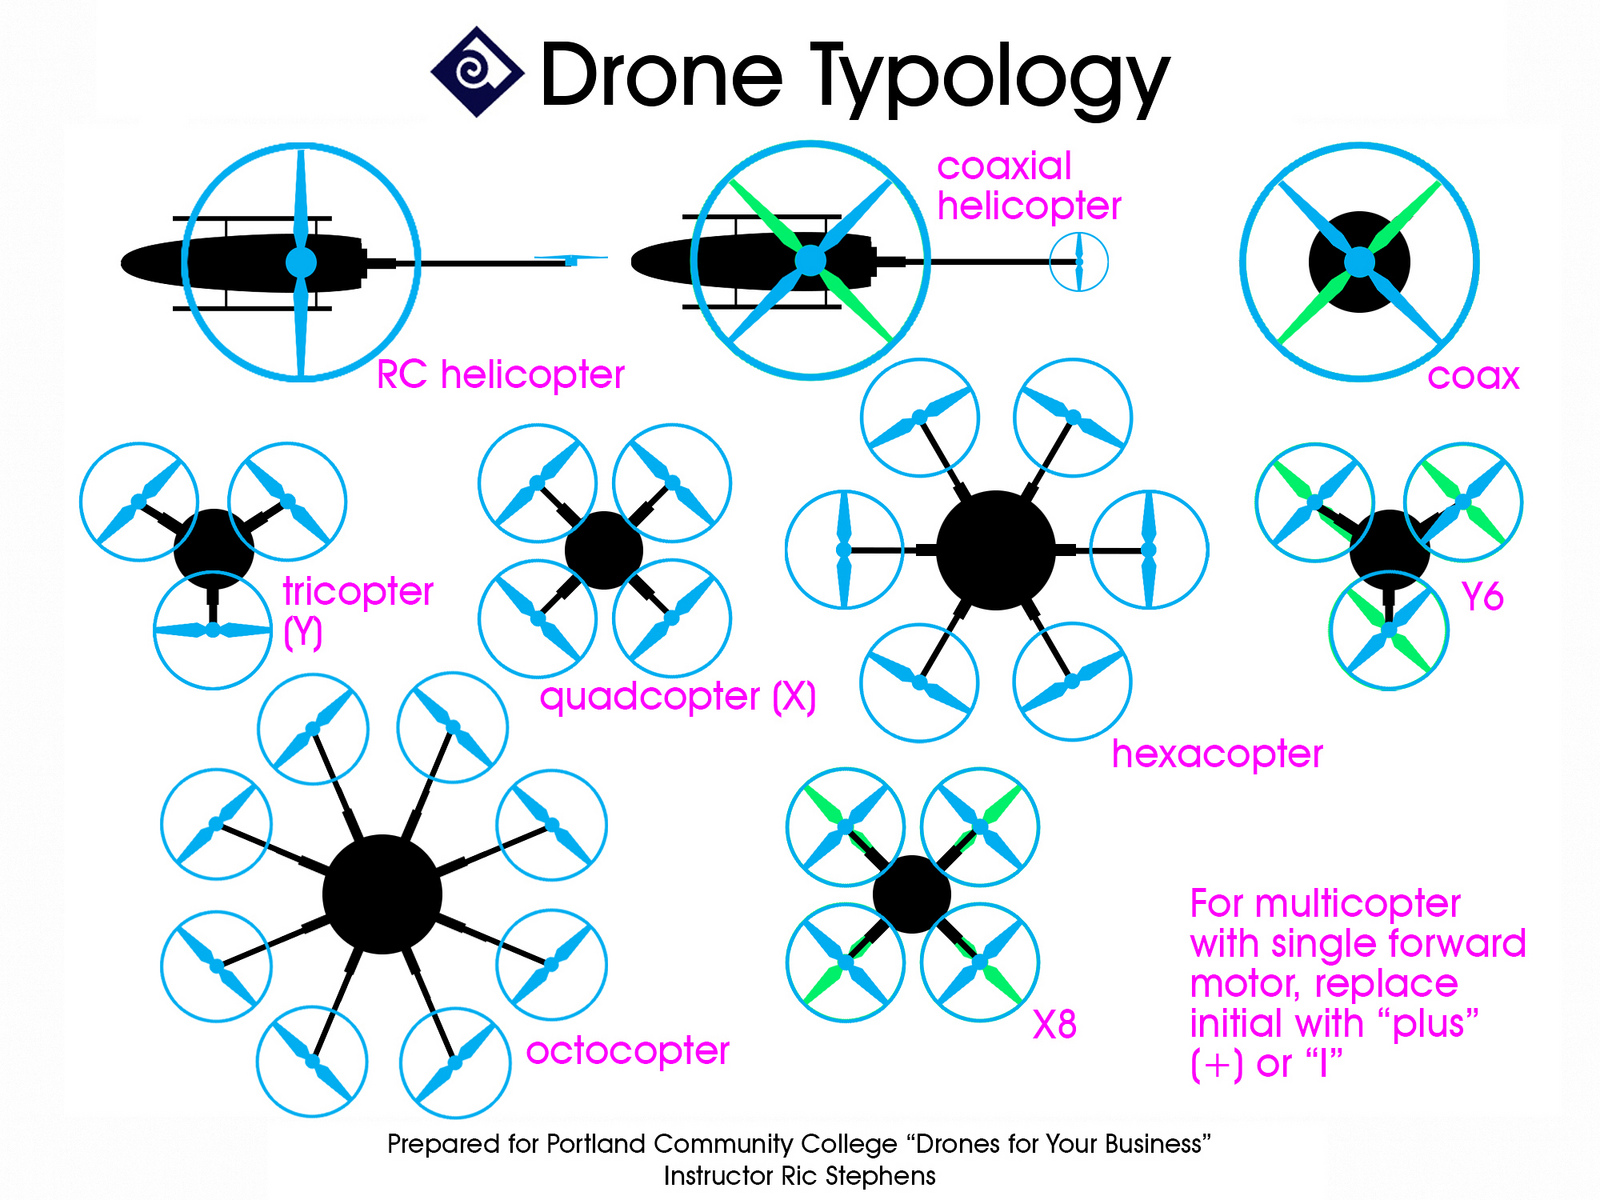 Drone Typology
coaxial
helicopter
RC helicopter
coax
tricopter
(Y)
quadcopter (X)
hexacopter
Y6
octocopter
X8
For multicopter
with single forward
motor, replace
initial with “plus”
(+) or “I”
Prepared for Portland Community College “Drones for Your Business”
Instructor Ric Stephens